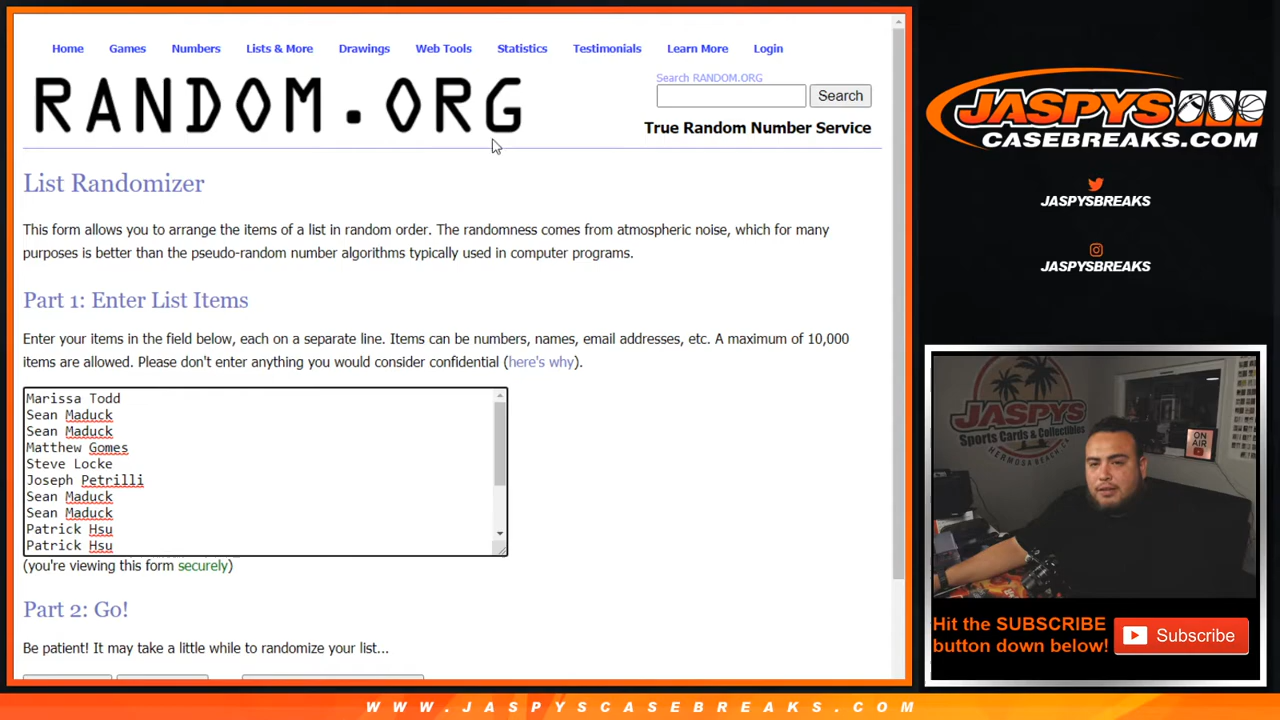 Home Games Numbers Lists & More Drawings Web Tools Statistics Testimonials Learn More Login
RANDOM.ORG
Search RANDOM.ORG
Search
True Random Number Service
List Randomizer
This form allows you to arrange the items of a list in random order. The randomness comes from atmospheric noise, which for many
purposes is better than the pseudo-random number algorithms typically used in computer programs.
Part 1: Enter List Items
Enter your items in the field below, each on a separate line. Items can be numbers, names, email addresses, etc. A maximum of 10,000
items are allowed. Please don't enter anything you would consider confidential (here's why).
Marissa Todd
Sean Maduck
Sean Maduck
Matthew Gomes
Steve Locke
Joseph Petrilli
Sean Maduck
Sean Maduck
Patrick Hsu
Patrick Hsu
(you're viewing this form securely)
Part 2: Go!
Be patient! It may take a little while to randomize your list...
JASPYS
CASEBREAKS.COM
JASPYSBREAKS
JASPYSBREAKS
JASPYS
Sports Cards & Collectibles
HERMOSA BEACH, CA
ON AIR
Hit the SUBSCRIBE
button down below!
Subscribe
WWW.JASPYSCASEBREAKS.COM